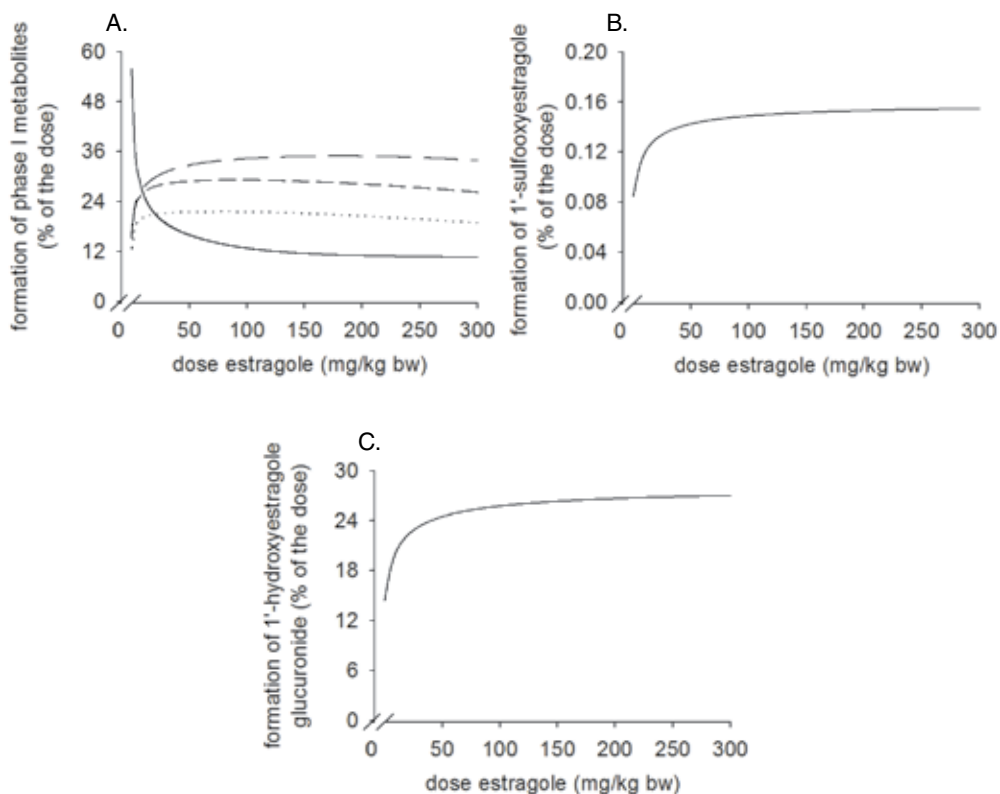 A.
formation of phase I metabolites
(% of the dose)
60
48
36
24
12
0
0 50 100 150 200 250 300
dose estragole (mg/kg bw)
B.
formation of 1'-sulfooxyestragole
(% of the dose)
0.20
0.16
0.12
0.08
0.04
0.00
0 50 100 150 200 250 300
dose estragole (mg/kg bw)
C.
formation of 1'-hydroxyestragole
glucuronide (% of the dose)
30
24
18
12
6
0
0 50 100 150 200 250 300
dose estragole (mg/kg bw)